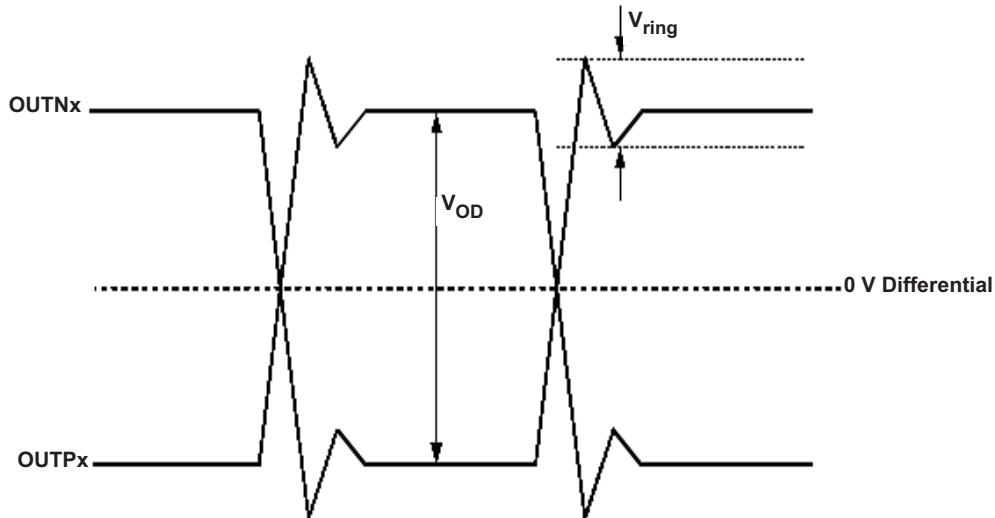 Vring
OUTNx
VOD
0 V Differential
OUTPx